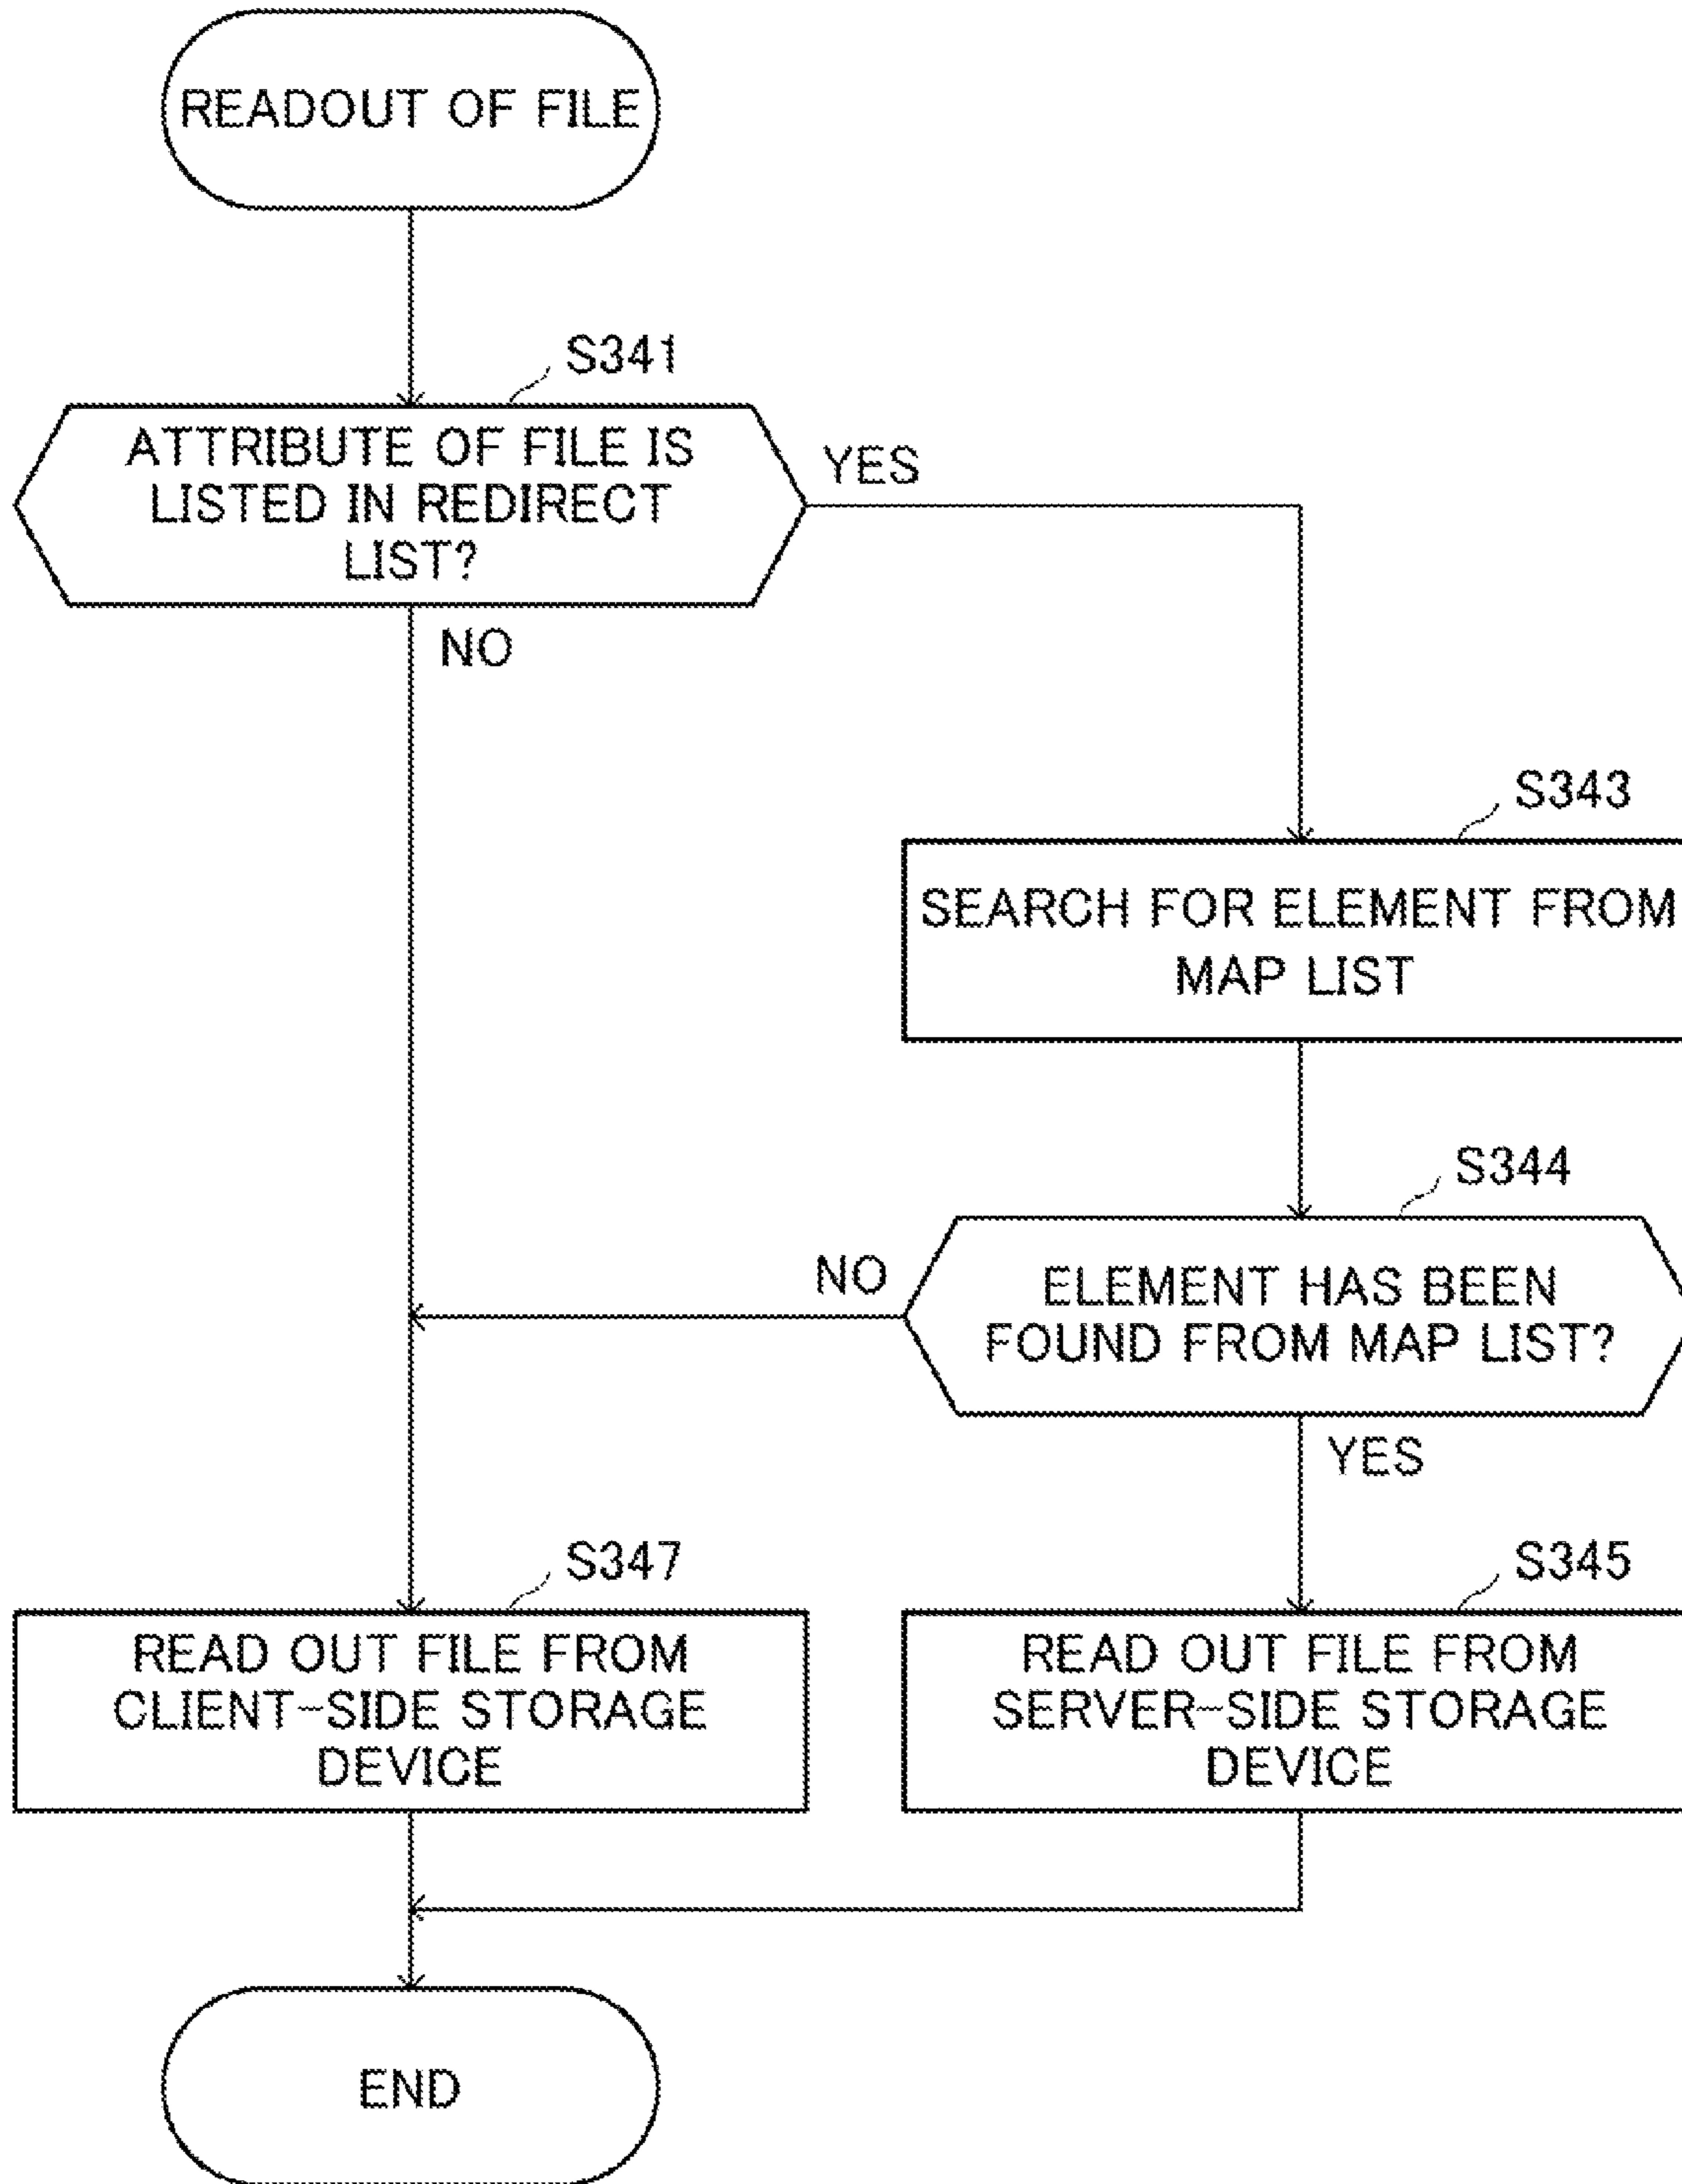 READOUT OF FILE
S341
ATTRIBUTE OF FILE IS
LISTED IN REDIRECT
LIST?
YES
NO
S343
SEARCH FOR ELEMENT FROM
MAP LIST
S344
NO
ELEMENT HAS BEEN
FOUND FROM MAP LIST?
YES
S347
READ OUT FILE FROM
CLIENT-SIDE STORAGE
DEVICE
S345
READ OUT FILE FROM
SERVER-SIDE STORAGE
DEVICE
END